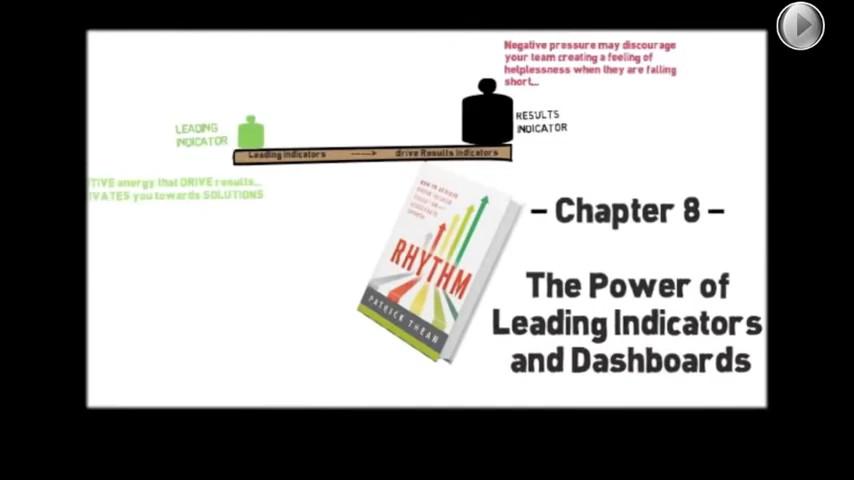 Negative pressure may discourage
your team creating a feeling of
helplessness when they are falling
short...
LEADING
INDICATOR
RESULTS
INDICATOR
Leading Indicators → drive Results Indicators
TIVE energy that DRIVE results...
IVATES you towards SOLUTIONS
RHYTHM
PATRICK THEAN
– Chapter 8 –
The Power of
Leading Indicators
and Dashboards